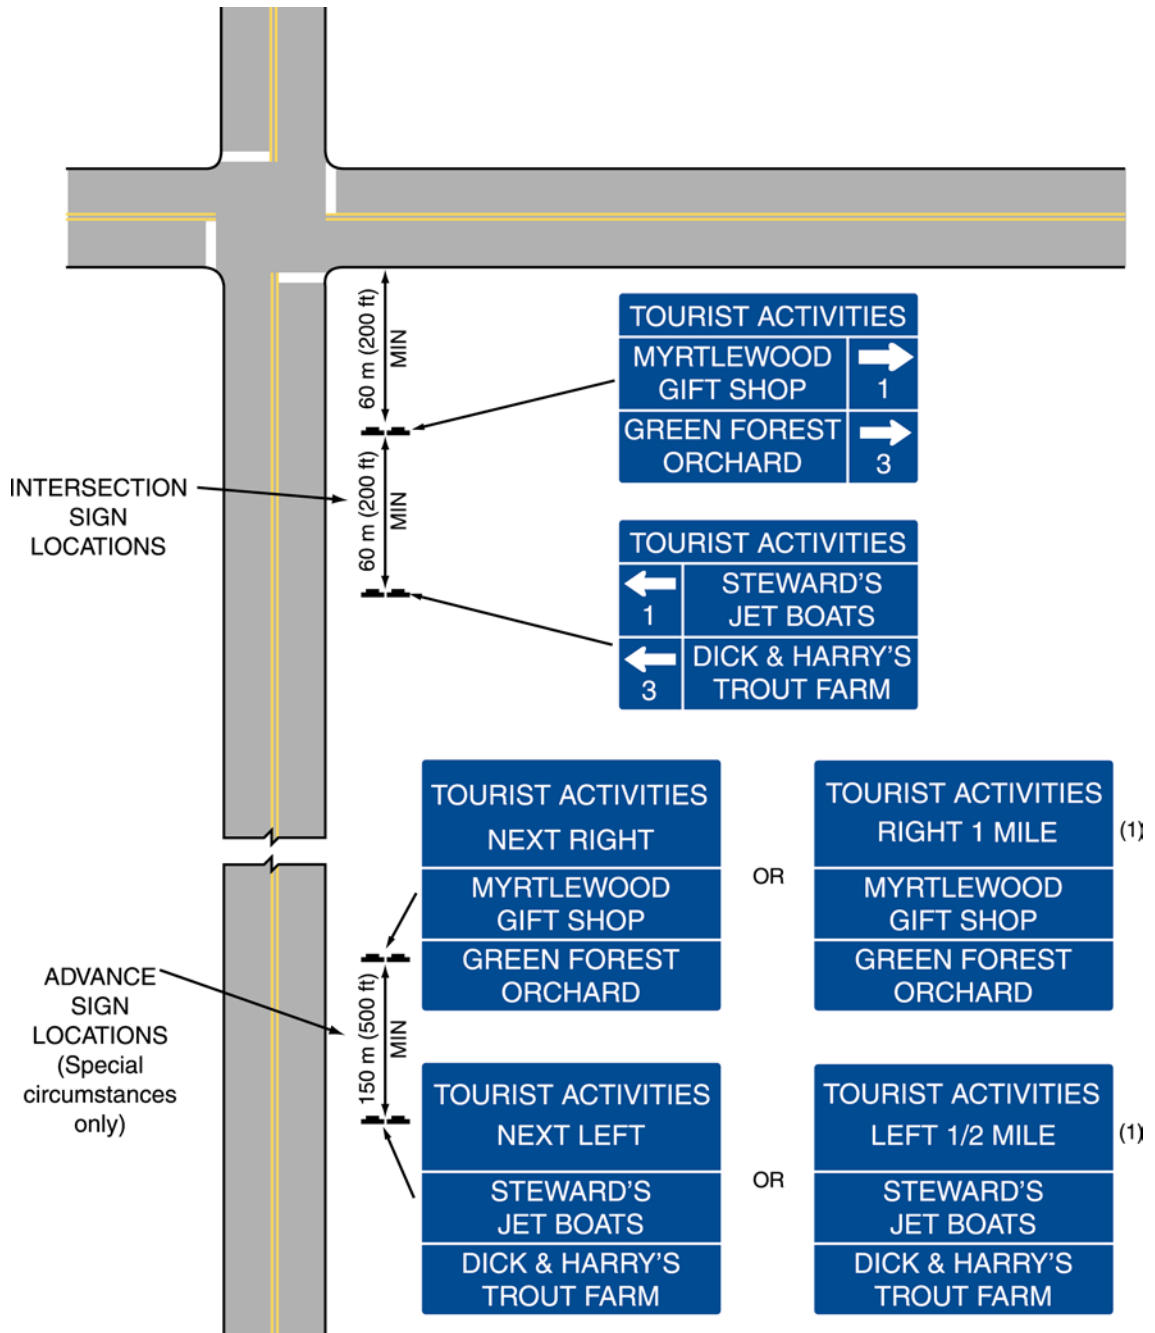 60 m (200 ft)
MIN
TOURIST ACTIVITIES
MYRTLEWOOD
GIFT SHOP
1
GREEN FOREST
ORCHARD
3
INTERSECTION
SIGN
LOCATIONS
60 m (200 ft)
MIN
TOURIST ACTIVITIES
1
STEWARD'S
JET BOATS
3
DICK & HARRY'S
TROUT FARM
TOURIST ACTIVITIES
NEXT RIGHT
MYRTLEWOOD
GIFT SHOP
GREEN FOREST
ORCHARD
OR
TOURIST ACTIVITIES
RIGHT 1 MILE
MYRTLEWOOD
GIFT SHOP
GREEN FOREST
ORCHARD
(1)
ADVANCE
SIGN
LOCATIONS
(Special
circumstances
only)
150 m (500 ft)
MIN
TOURIST ACTIVITIES
NEXT LEFT
STEWARD'S
JET BOATS
DICK & HARRY'S
TROUT FARM
OR
TOURIST ACTIVITIES
LEFT 1/2 MILE
STEWARD'S
JET BOATS
DICK & HARRY'S
TROUT FARM
(1)